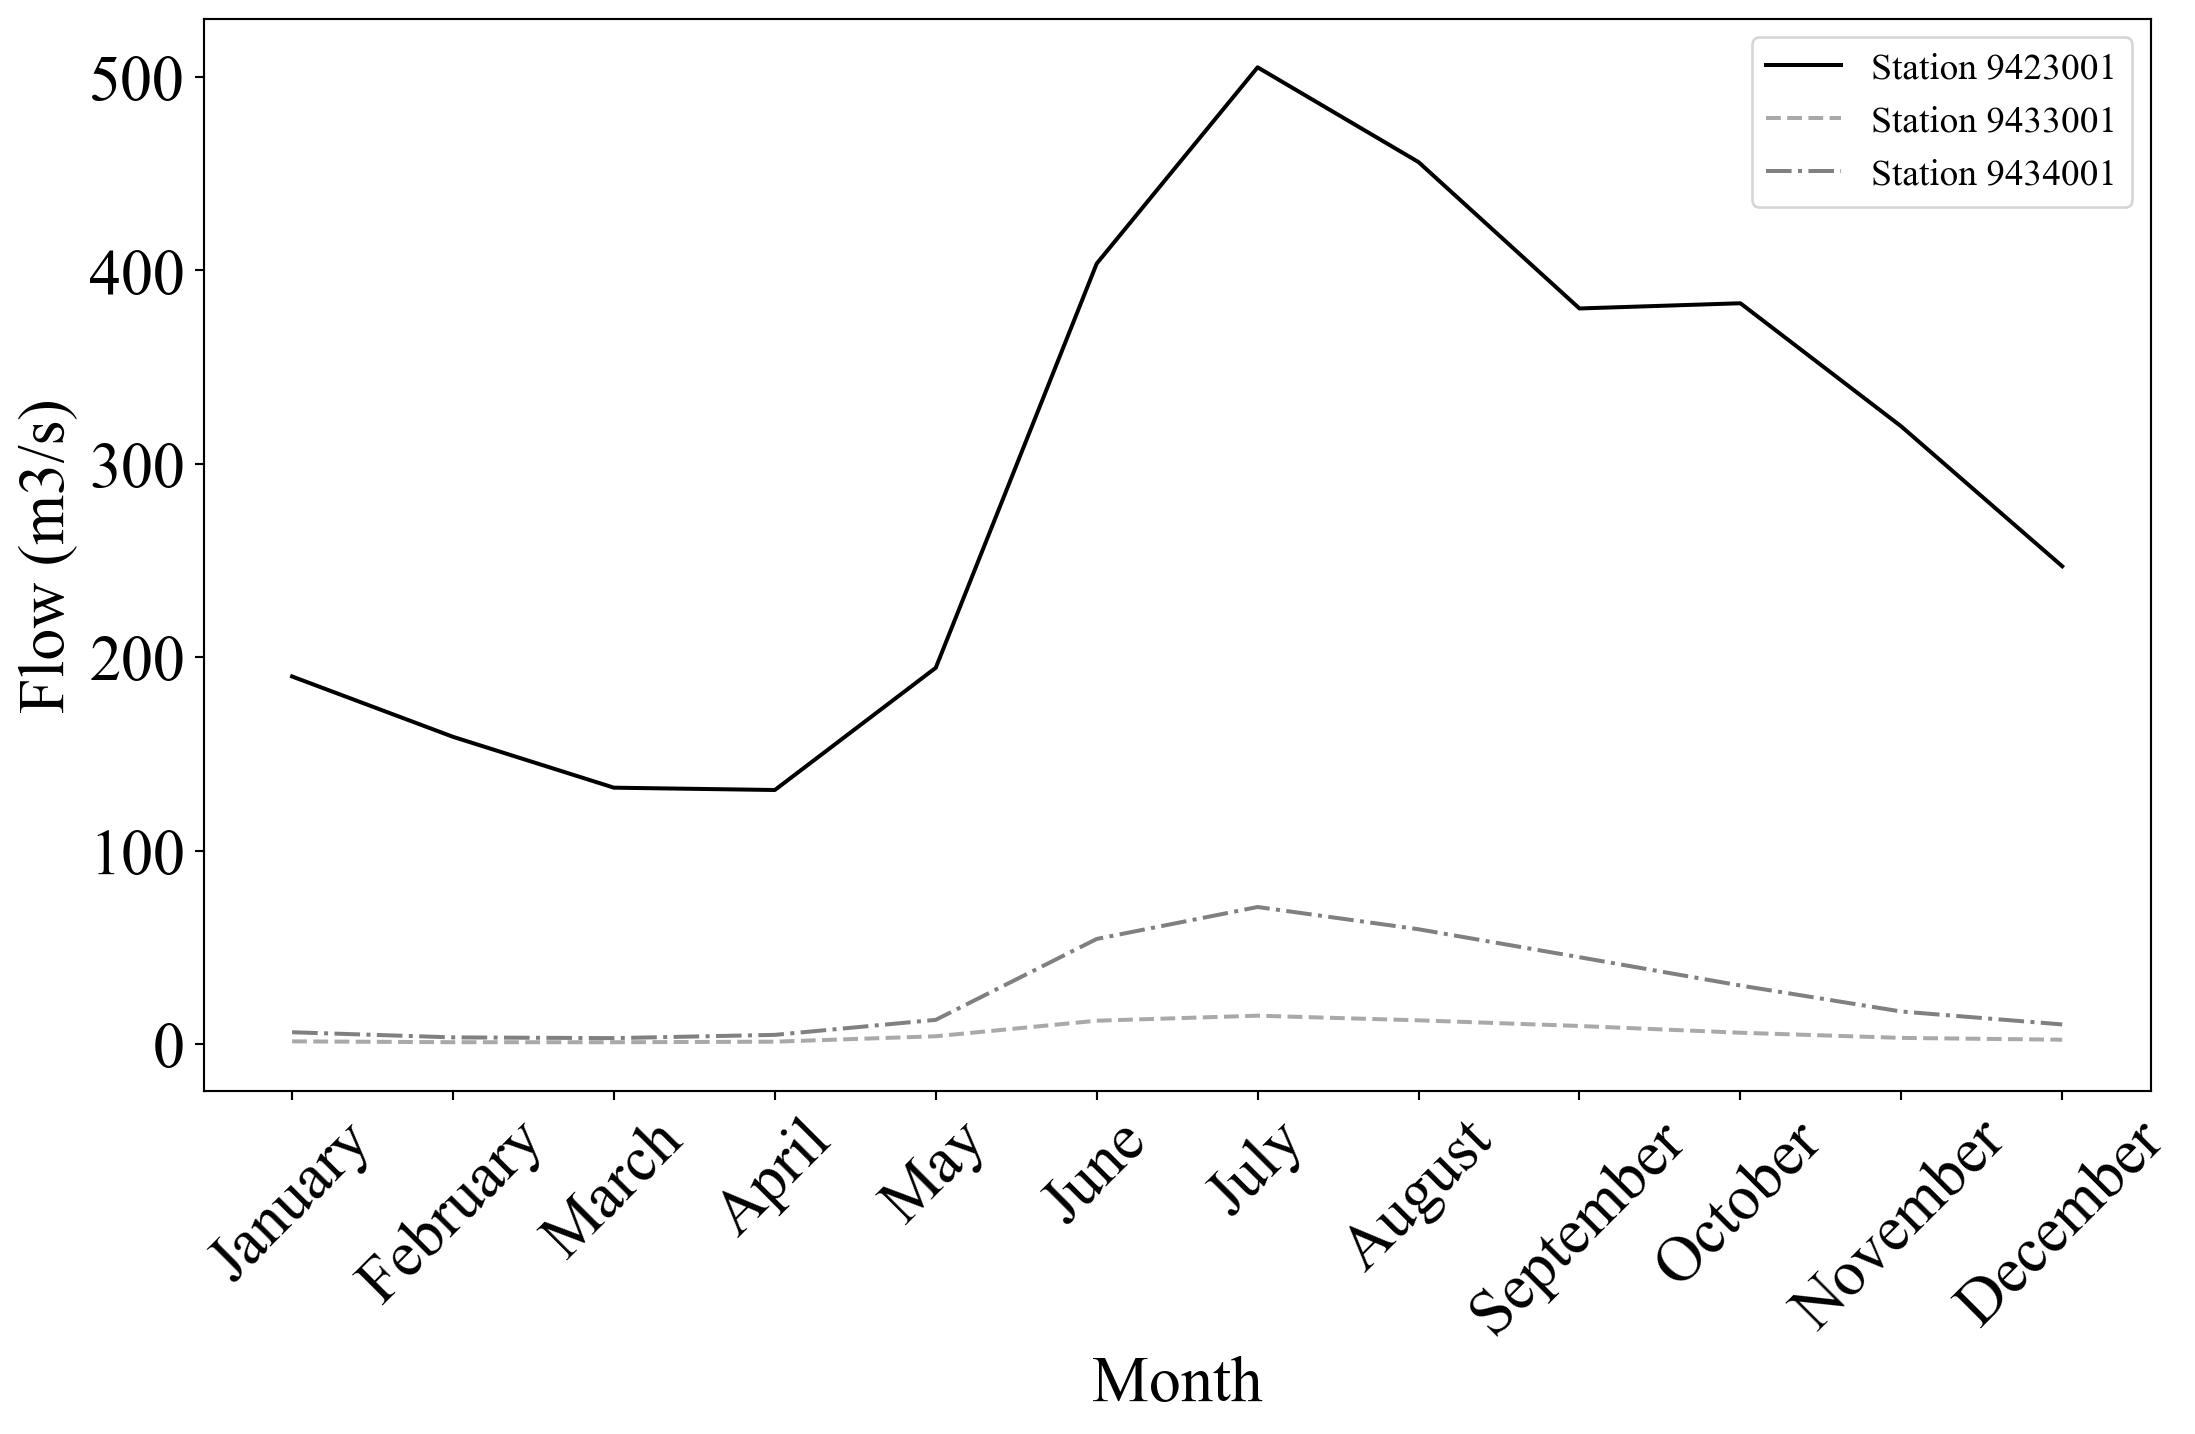 Station 9423001
Station 9433001
Station 9434001
500
400
300
200
100
0
Flow (m3/s)
January
February
March
April
May
June
July
August
September
October
November
December
Month